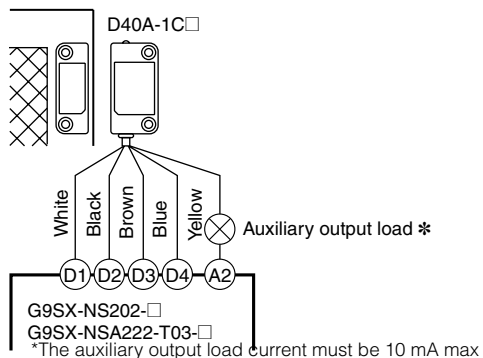 D40A-1C□
White
Black
Brown
Blue
Yellow
Auxiliary output load *
D1 D2 D3 D4 A2
G9SX-NS202-□
G9SX-NSA222-T03-□
*The auxiliary output load current must be 10 mA max